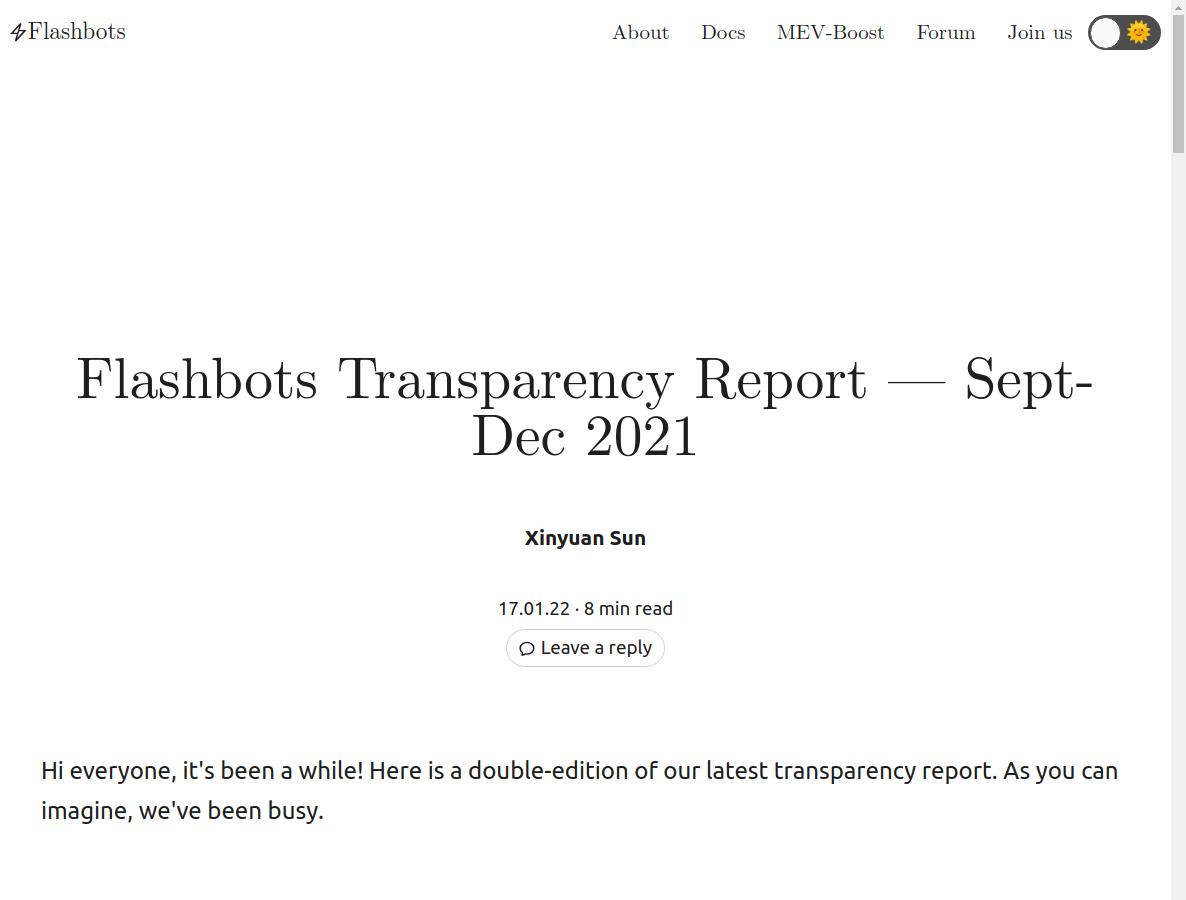 Flashbots
About Docs MEV-Boost Forum Join us
Flashbots Transparency Report — Sept-
Dec 2021
Xinyuan Sun
17.01.22 · 8 min read
Leave a reply
Hi everyone, it's been a while! Here is a double-edition of our latest transparency report. As you can
imagine, we've been busy.